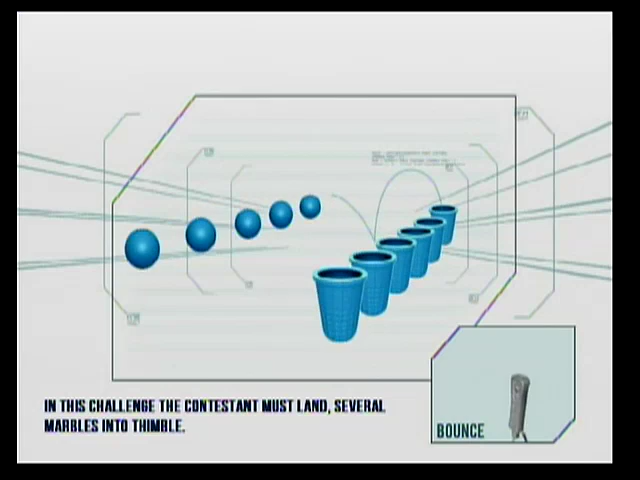 IN THIS CHALLENGE THE CONTESTANT MUST LAND, SEVERAL
MARBLES INTO THIMBLE.
BOUNCE